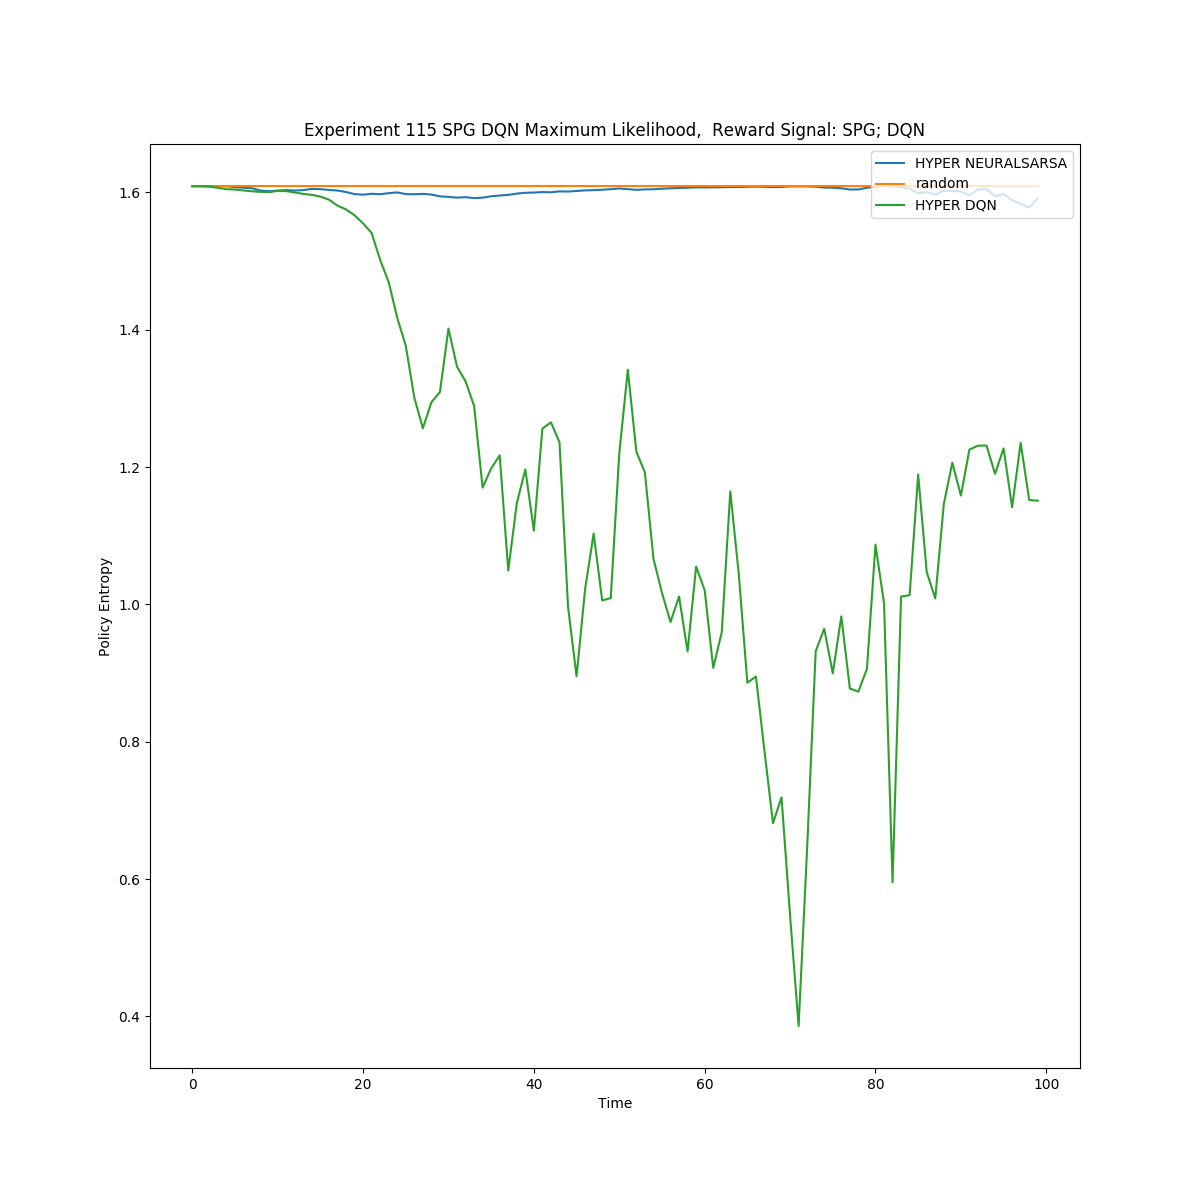 Experiment 115 SPG DQN Maximum Likelihood,  Reward Signal: SPG; DQN
HYPER NEURALSARSA
random
HYPER DQN
1.6
1.4
1.2
1.0
0.8
0.6
0.4
Policy Entropy
0
20
40
60
80
100
Time